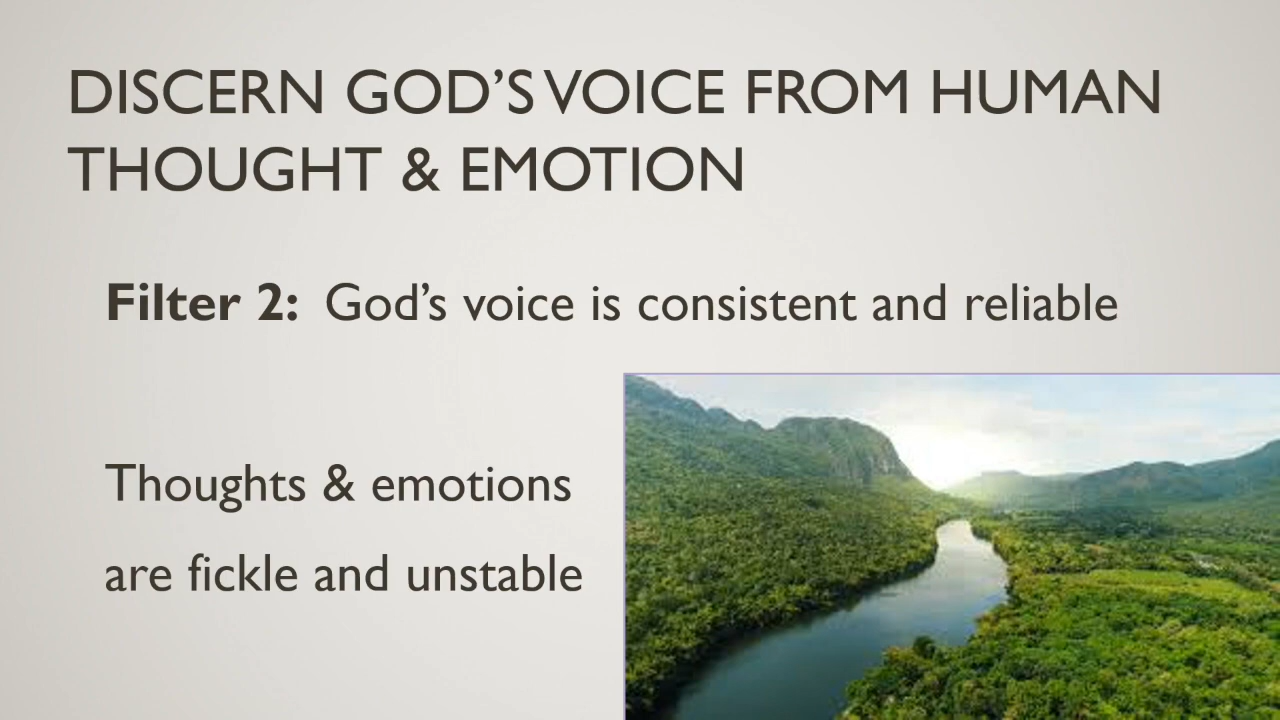 DISCERN GOD’S VOICE FROM HUMAN
THOUGHT & EMOTION
Filter 2: God’s voice is consistent and reliable
Thoughts & emotions
are fickle and unstable